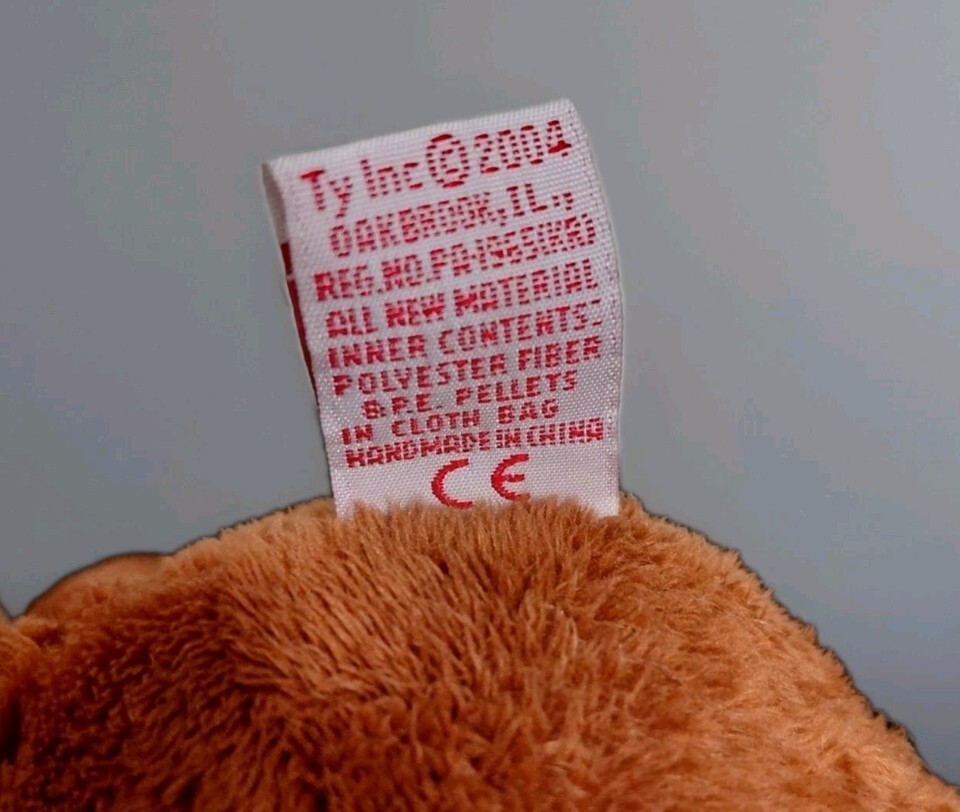 Ty Inc © 2004
OAKBROOK, IL.,
REG.NO.PA-1965(KR)
ALL NEW MATERIAL
INNER CONTENTS:
POLYESTER FIBER
& P.E. PELLETS
IN CLOTH BAG
HANDMADE IN CHINA
CE